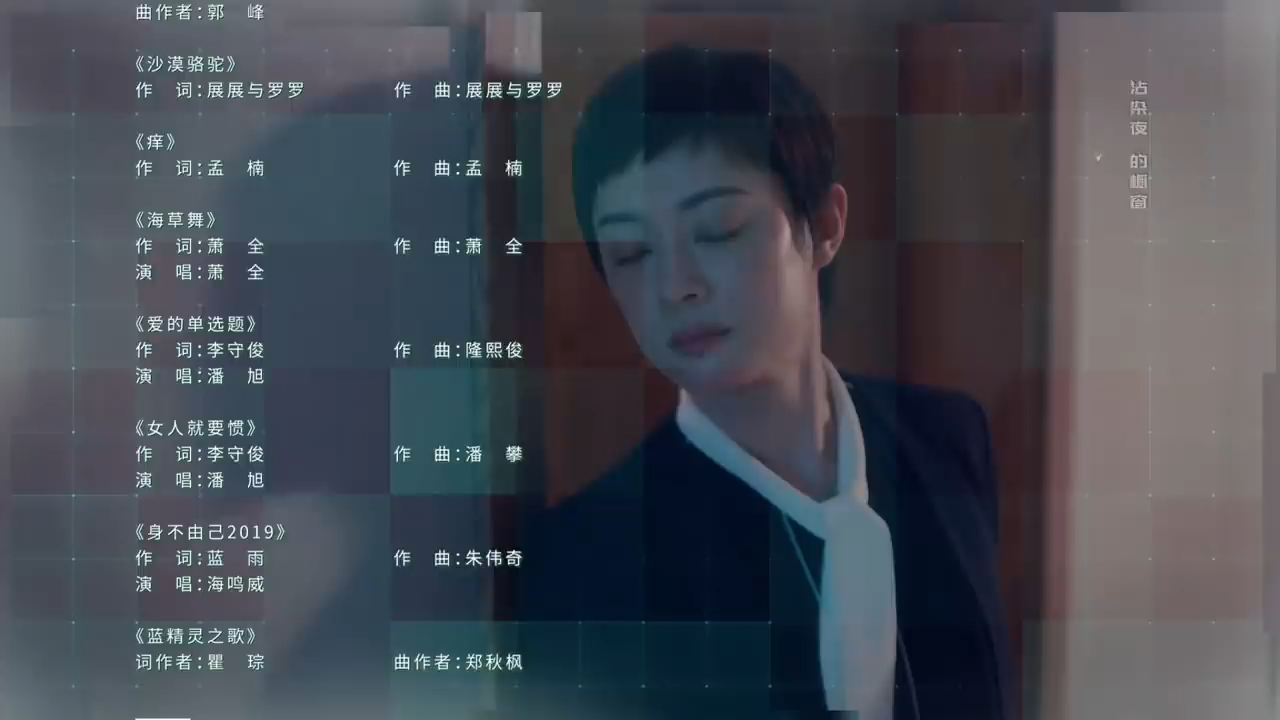 曲作者:郭 峰
《沙漠骆驼》
作 词:展展与罗罗 作 曲:展展与罗罗
《痒》
作 词:孟 楠 作 曲:孟 楠
《海草舞》
作 词:萧 全 作 曲:萧 全
演 唱:萧 全
《爱的单选题》
作 词:李守俊 作 曲:隆熙俊
演 唱:潘 旭
《女人就要惯》
作 词:李守俊 作 曲:潘 攀
演 唱:潘 旭
《身不由己2019》
作 词:蓝 雨 作 曲:朱伟奇
演 唱:海鸣威
《蓝精灵之歌》
词作者:瞿 琮 曲作者:郑秋枫
沾染夜
的橱窗